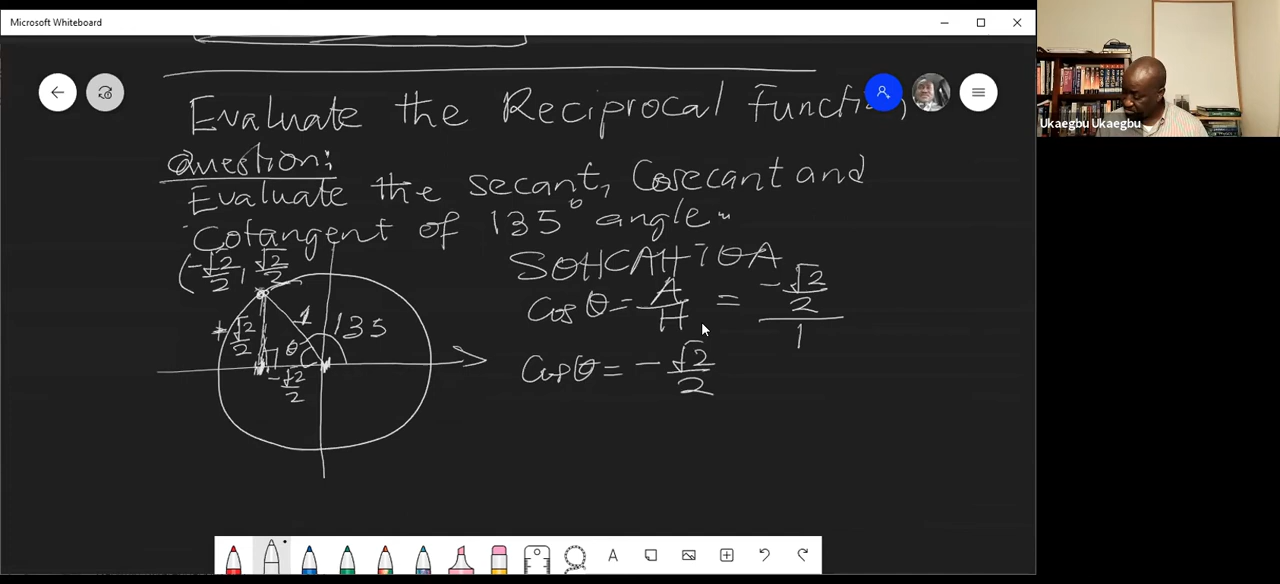 Microsoft Whiteboard
Ukaegbu Ukaegbu
Evaluate the Reciprocal Function
Question:
Evaluate the secant, Cosecant and
Cotangent of 135° angle
SOHCAHTOA
(-√2/2, √2/2
Cos θ = A/H = (-√2/2)/1
Cos θ = -√2/2
+√2/2
1
135
θ
-√2/2
A